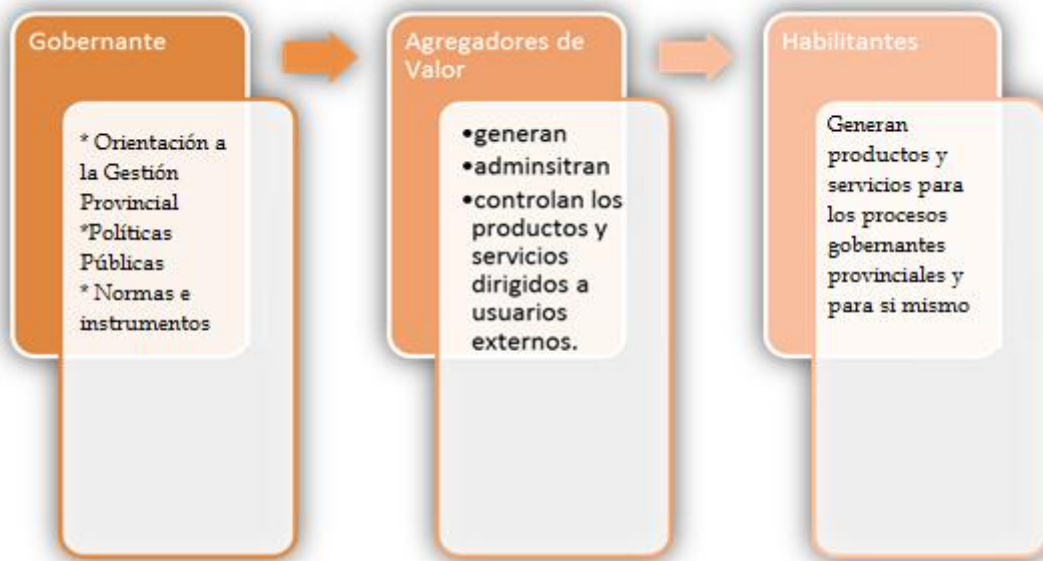 Gobernante
* Orientación a
la Gestión
Provincial
*Políticas
Públicas
* Normas e
instrumentos
Agregadores de
Valor
•generan
•adminsitran
•controlan los
productos y
servicios
dirigidos a
usuarios
externos.
Habilitantes
Generan
productos y
servicios para
los procesos
gobernantes
provinciales y
para si mismo